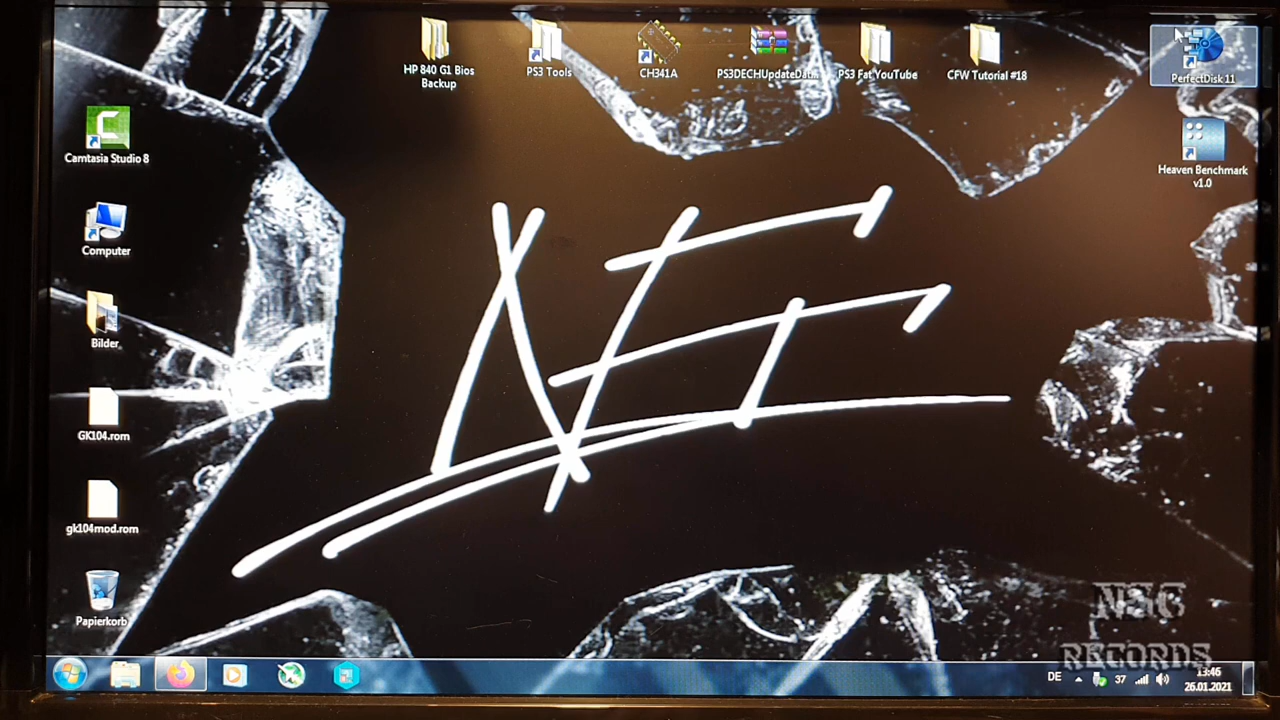 HP 840 G1 Bios
Backup
PS3 Tools
CH341A
PS3 Fat YouTube
CFW Tutorial #18
PerfectDisk 11
Camtasia Studio 8
Heaven Benchmark
v1.0
Computer
Bilder
GK104.rom
gk104mod.rom
Papierkorb
RECORDS
DE
37
13:46
26.01.2021